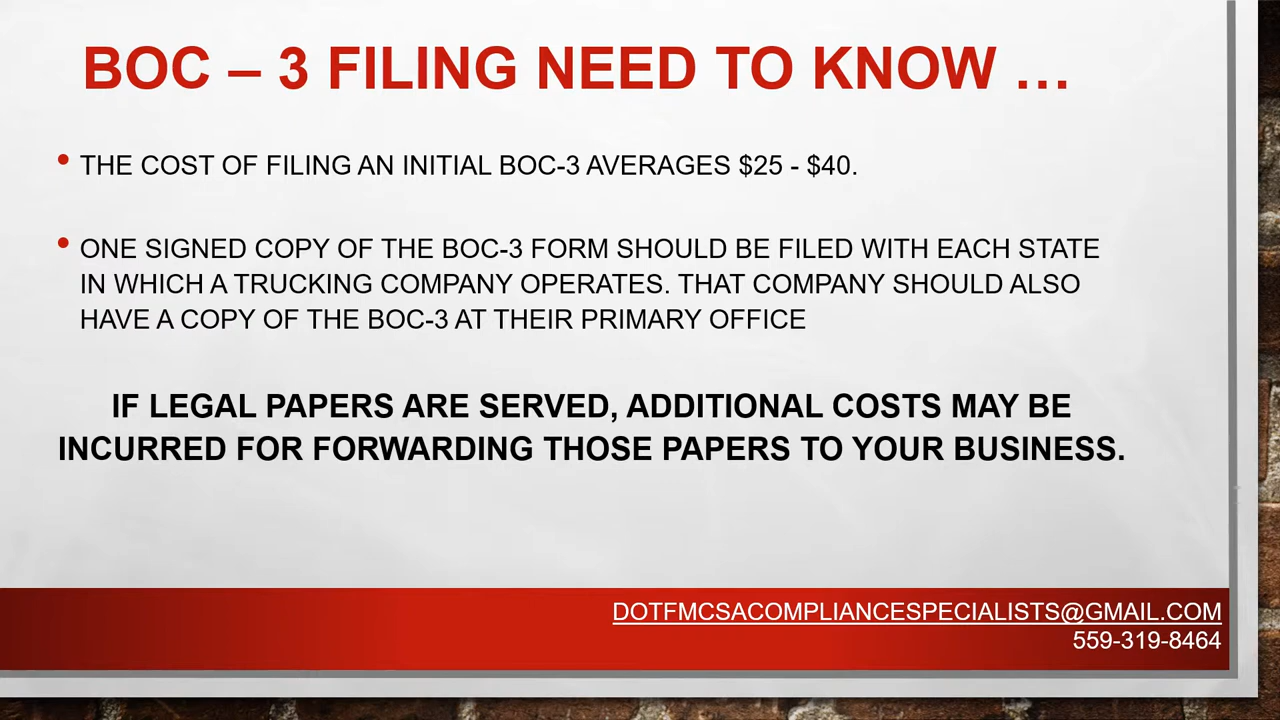 BOC – 3 FILING NEED TO KNOW …
• THE COST OF FILING AN INITIAL BOC-3 AVERAGES $25 - $40.
• ONE SIGNED COPY OF THE BOC-3 FORM SHOULD BE FILED WITH EACH STATE
IN WHICH A TRUCKING COMPANY OPERATES. THAT COMPANY SHOULD ALSO
HAVE A COPY OF THE BOC-3 AT THEIR PRIMARY OFFICE
IF LEGAL PAPERS ARE SERVED, ADDITIONAL COSTS MAY BE
INCURRED FOR FORWARDING THOSE PAPERS TO YOUR BUSINESS.
DOTFMCSACOMPLIANCESPECIALISTS@GMAIL.COM
559-319-8464